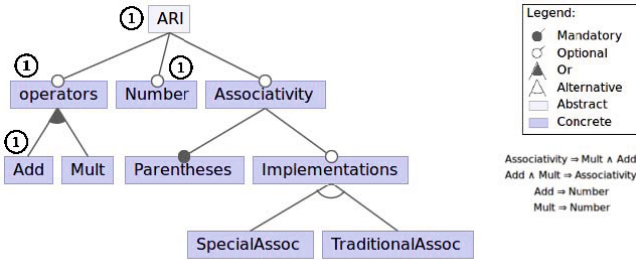 1 ARI
Legend:
Mandatory
Optional
Or
Alternative
Abstract
Concrete
1 1
operators Number Associativity
1
Add Mult Parentheses Implementations
SpecialAssoc TraditionalAssoc
Associativity ⇒ Mult ∧ Add
Add ∧ Mult ⇒ Associativity
Add ⇒ Number
Mult ⇒ Number